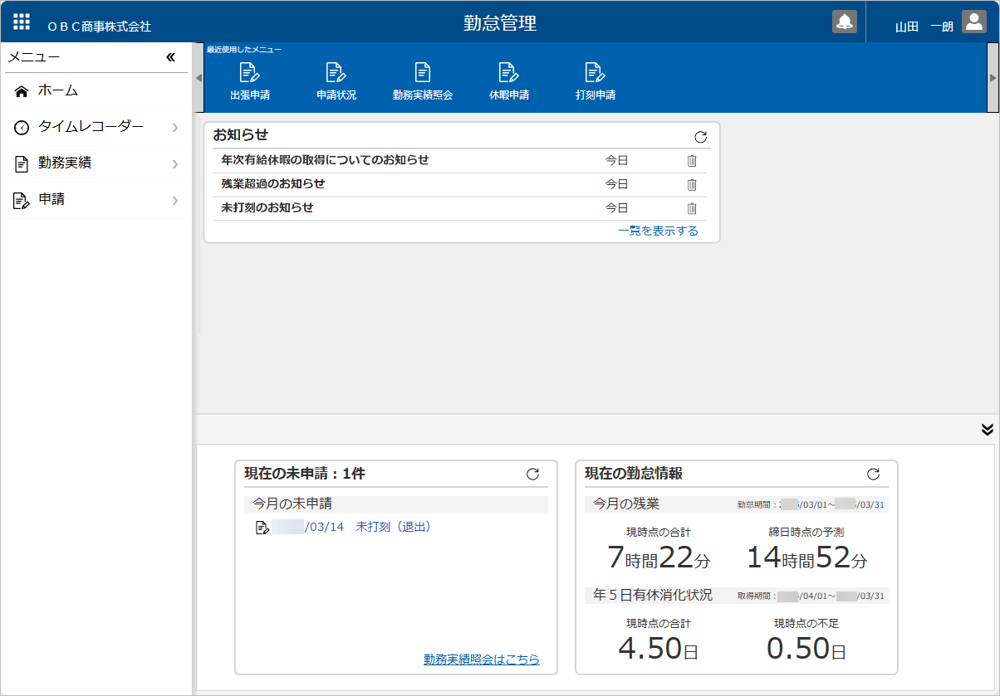 ＯＢＣ商事株式会社
勤怠管理
山田　一朗
メニュー
ホーム
タイムレコーダー
勤務実績
申請
最近使用したメニュー
出張申請
申請状況
勤務実績照会
休暇申請
打刻申請
お知らせ
年次有給休暇の取得についてのお知らせ 今日
残業超過のお知らせ 今日
未打刻のお知らせ 今日
一覧を表示する
現在の未申請：1件
今月の未申請
/03/14　未打刻（退出）
勤務実績照会はこちら
現在の勤怠情報
今月の残業 勤怠期間：/03/01～/03/31
現時点の合計
7時間22分
締日時点の予測
14時間52分
年５日有休消化状況 取得期間：/04/01～/03/31
現時点の合計
4.50日
現時点の不足
0.50日